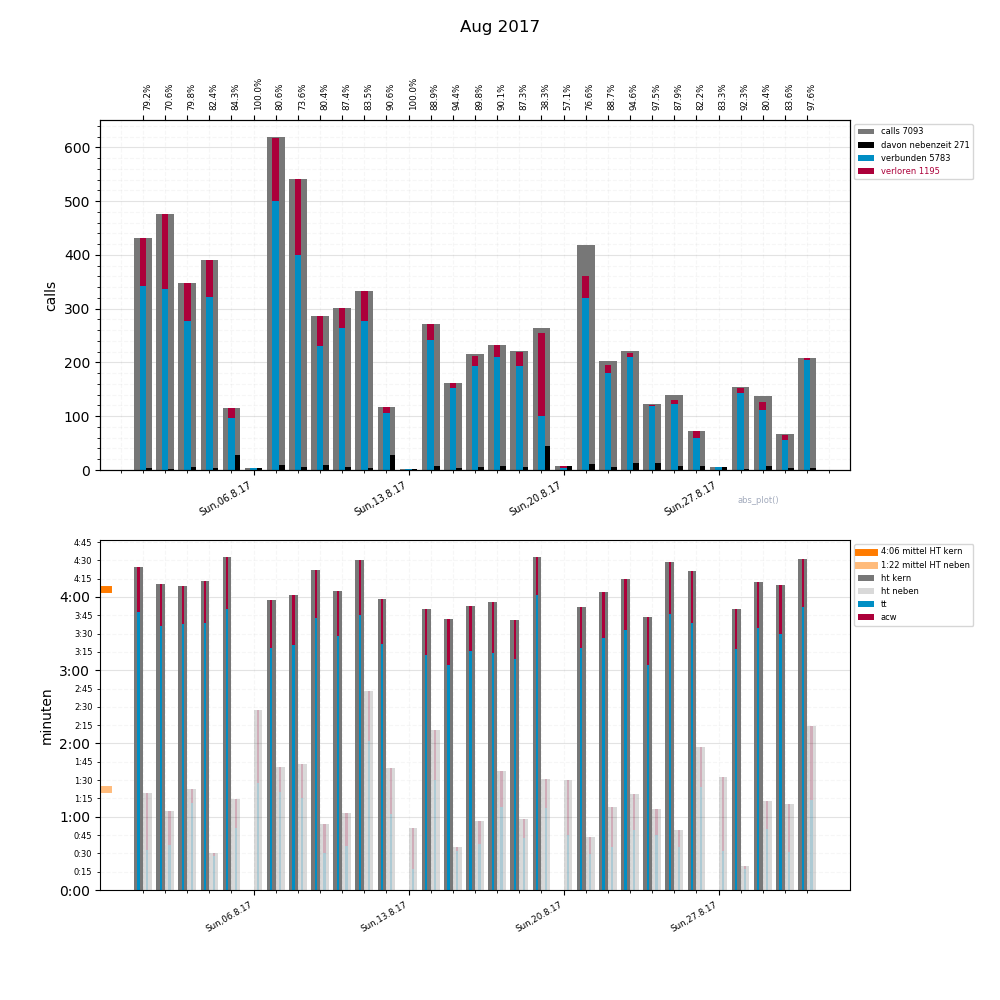 Aug 2017
79.2% 70.6% 79.8% 82.4% 84.3% 100.0% 80.6% 73.6% 80.4% 87.4% 83.5% 90.6% 100.0% 88.9% 94.4% 89.8% 90.1% 87.3% 38.3% 57.1% 76.6% 88.7% 94.6% 97.5% 87.9% 82.2% 83.3% 92.3% 80.4% 83.6% 97.6%
calls 7093
davon nebenzeit 271
verbunden 5783
verloren 1195
600
500
400
300
200
100
0
calls
Sun,06.8.17 Sun,13.8.17 Sun,20.8.17 Sun,27.8.17
abs_plot()
4:06 mittel HT kern
1:22 mittel HT neben
ht kern
ht neben
tt
acw
4:45
4:30
4:15
4:00
3:45
3:30
3:15
3:00
2:45
2:30
2:15
2:00
1:45
1:30
1:15
1:00
0:45
0:30
0:15
0:00
minuten
Sun,06.8.17 Sun,13.8.17 Sun,20.8.17 Sun,27.8.17